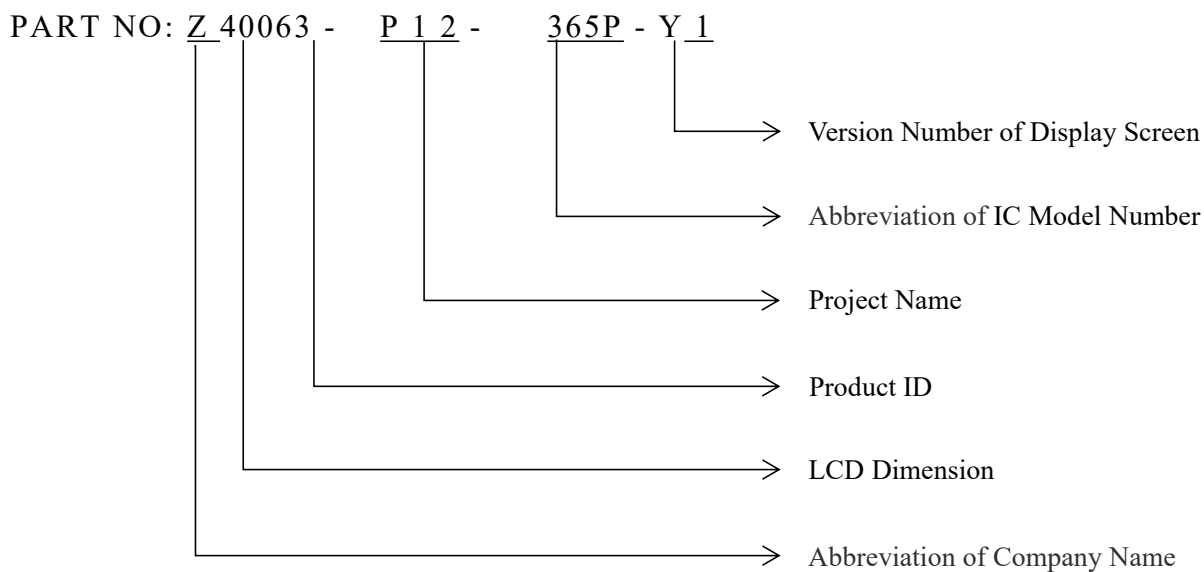 PART NO: Z 40063 - P 1 2 - 365P - Y 1
Version Number of Display Screen
Abbreviation of IC Model Number
Project Name
Product ID
LCD Dimension
Abbreviation of Company Name